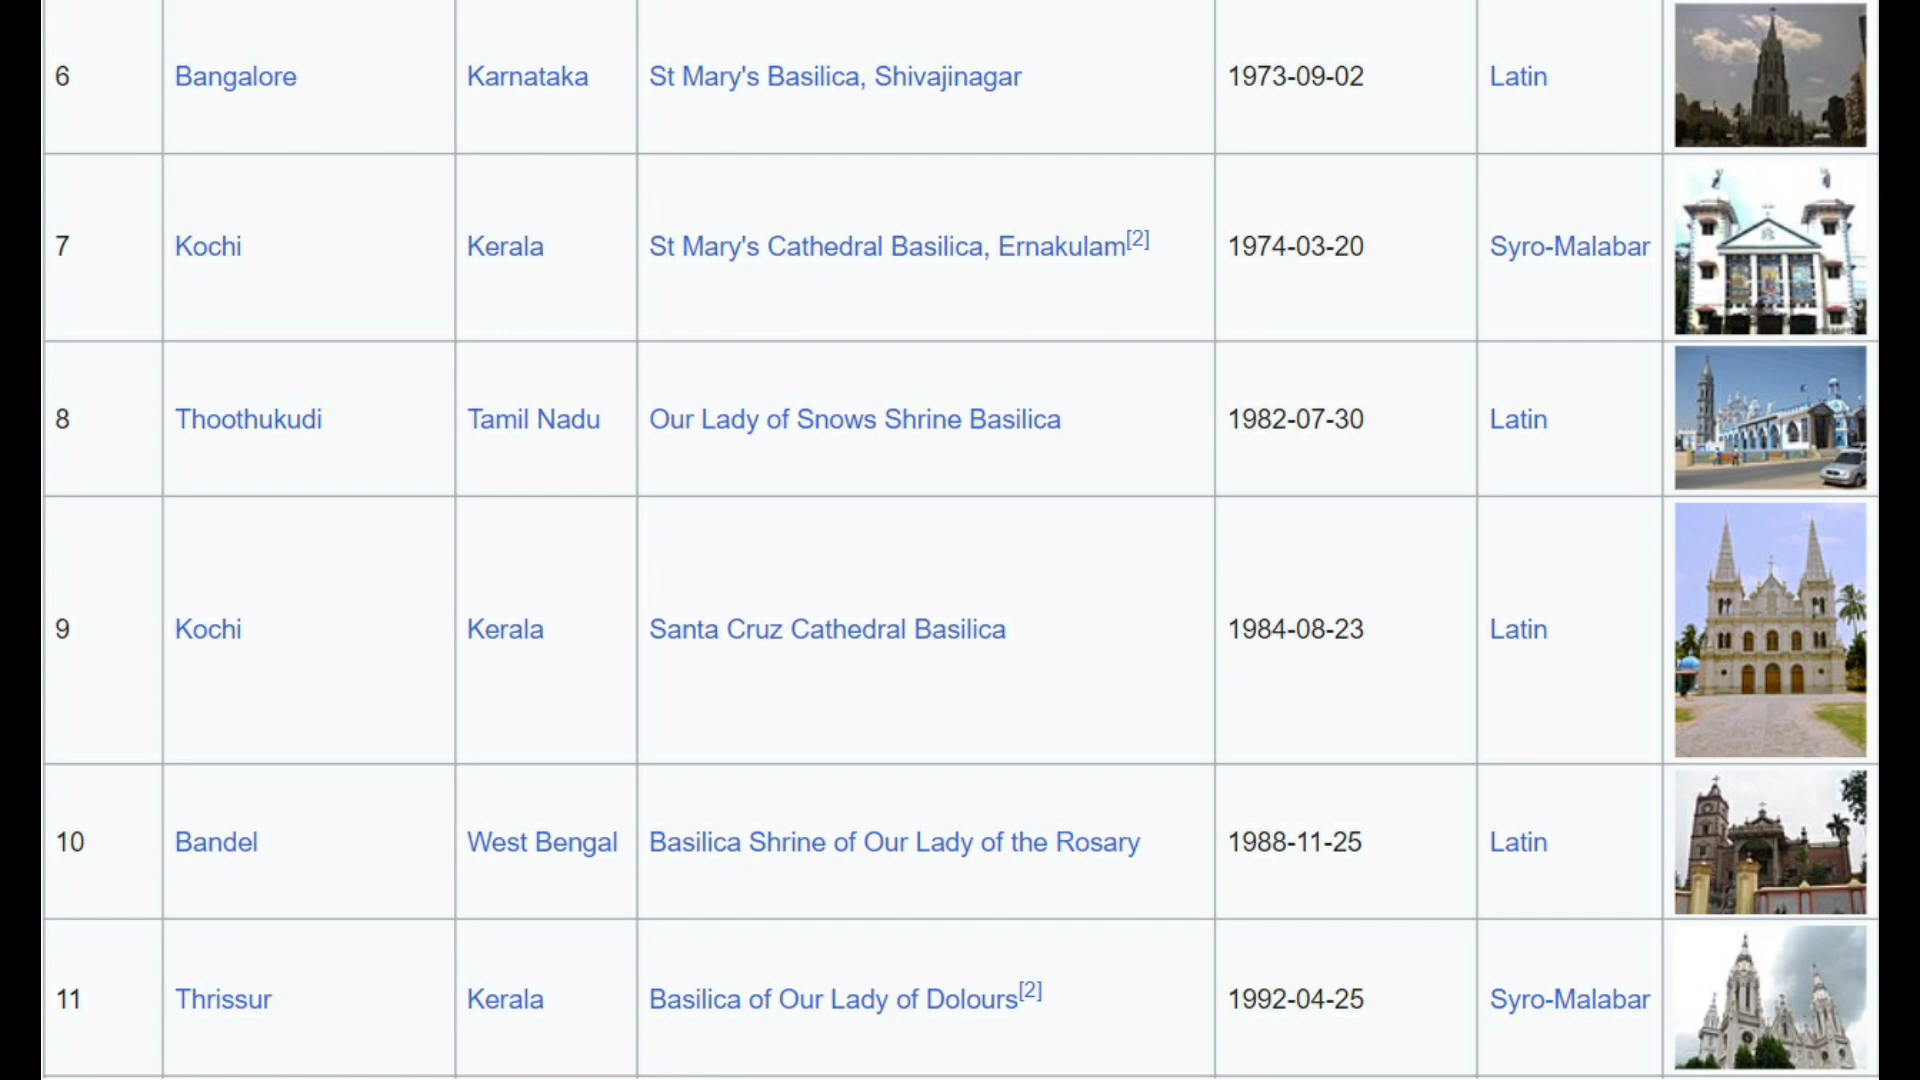 6 Bangalore Karnataka St Mary's Basilica, Shivajinagar 1973-09-02 Latin
7 Kochi Kerala St Mary's Cathedral Basilica, Ernakulam[2] 1974-03-20 Syro-Malabar
8 Thoothukudi Tamil Nadu Our Lady of Snows Shrine Basilica 1982-07-30 Latin
9 Kochi Kerala Santa Cruz Cathedral Basilica 1984-08-23 Latin
10 Bandel West Bengal Basilica Shrine of Our Lady of the Rosary 1988-11-25 Latin
11 Thrissur Kerala Basilica of Our Lady of Dolours[2] 1992-04-25 Syro-Malabar